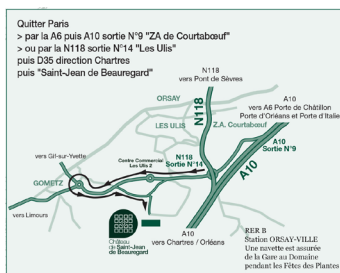 Quitter Paris
> par la A6 puis A10 sortie N°9 "ZA de Courtabœuf"
> ou par la N118 sortie N°14 "Les Ulis"
puis D35 direction Chartres
puis "Saint-Jean de Beauregard"
N118
vers Pont de Sèvres
A10
vers A6 Porte de Châtillon
Porte d'Orléans et Porte d'Italie
ORSAY
N118
LES ULIS
Z.A. Courtabœuf
A10
Sortie N°9
vers Gif-sur-Yvette
Centre Commercial
Les Ulis 2
N118
Sortie N°14
GOMETZ
A10
vers Limours
Château
de Saint-Jean
de Beauregard
A10
vers Chartres / Orléans
RER B
Station ORSAY-VILLE
Une navette est assurée
de la Gare au Domaine
pendant les Fêtes des Plantes